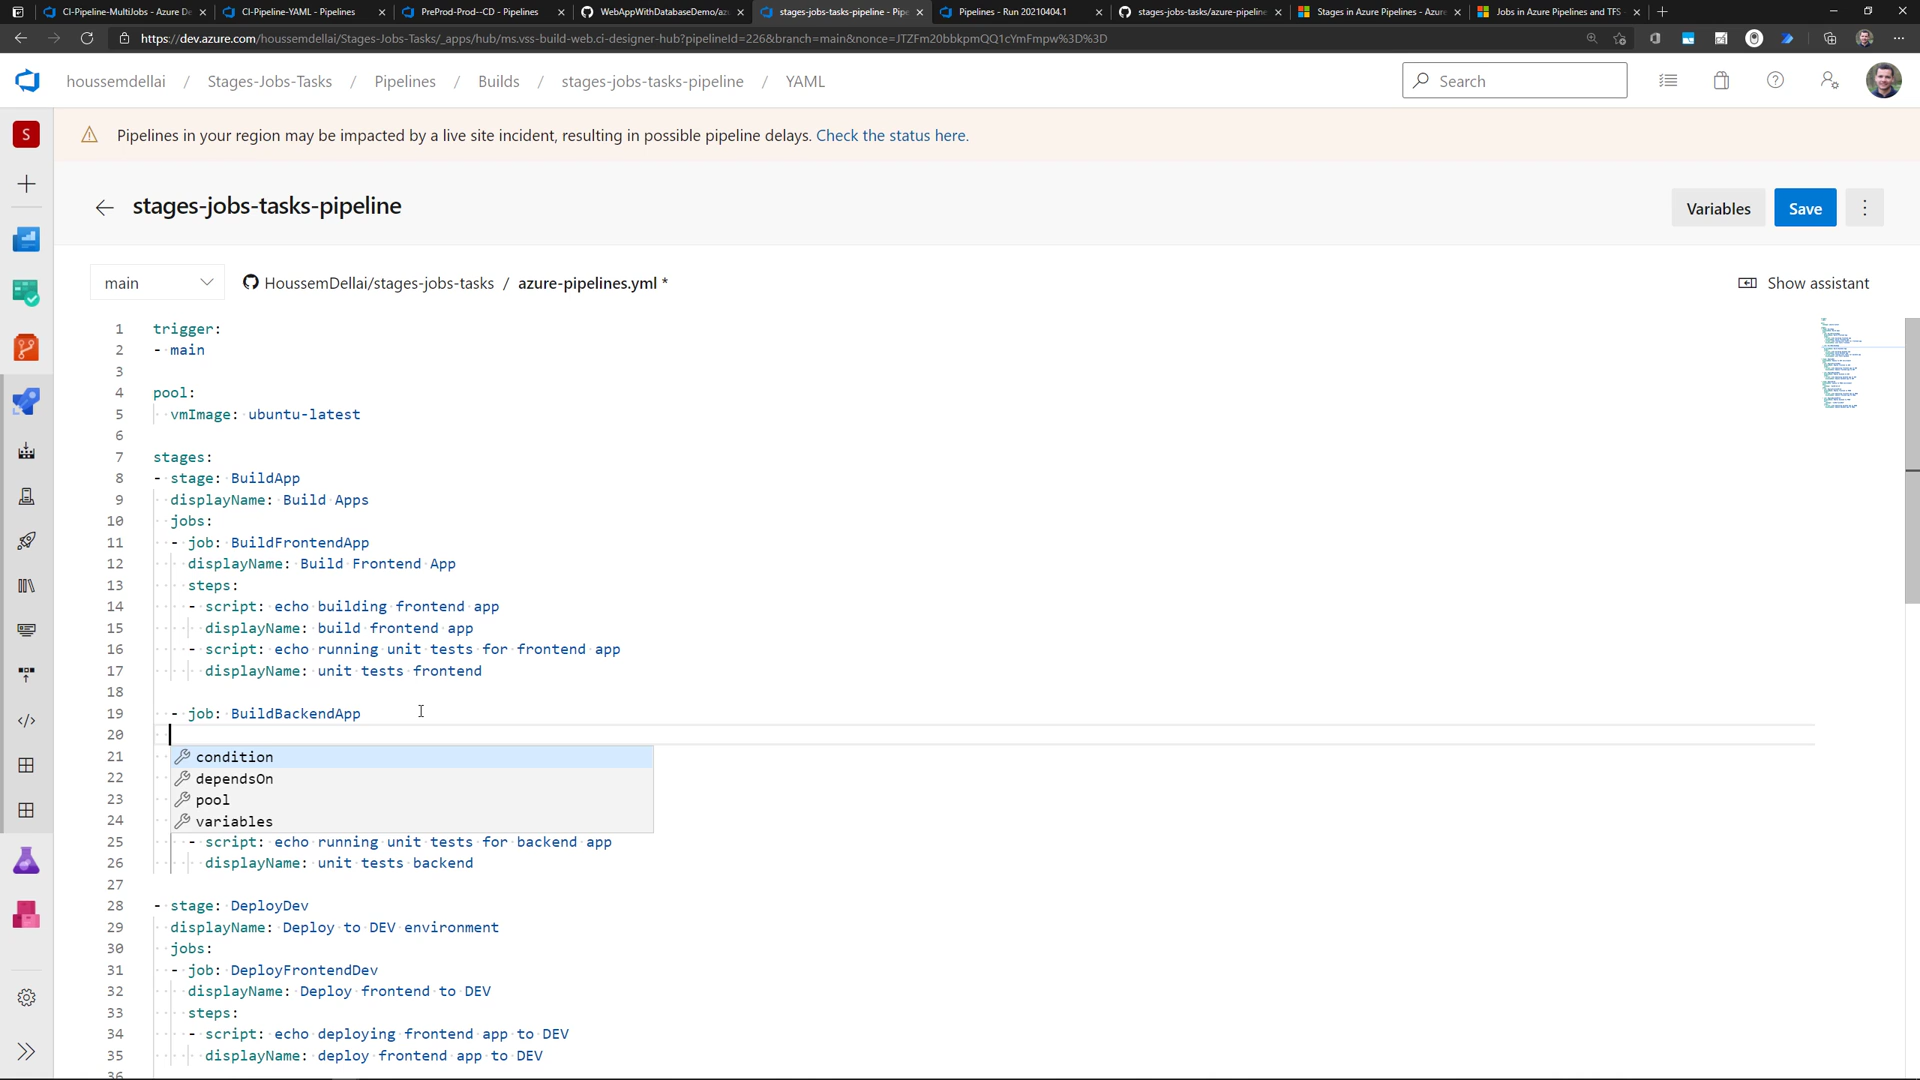 CI-Pipeline-MultiJobs - Azure De
CI-Pipeline-YAML - Pipelines
PreProd-Prod--CD - Pipelines
WebAppWithDatabaseDemo/az
stages-jobs-tasks-pipeline - Pipe
Pipelines - Run 20210404.1
stages-jobs-tasks/azure-pipeline
Stages in Azure Pipelines - Azur
Jobs in Azure Pipelines and TFS -
https://dev.azure.com/houssemdellai/Stages-Jobs-Tasks/_apps/hub/ms.vss-build-web.ci-designer-hub?pipelineId=226&branch=main&nonce=JTZFm20bbkpmQQ1cYmFmpw%3D%3D
houssemdellai / Stages-Jobs-Tasks / Pipelines / Builds / stages-jobs-tasks-pipeline / YAML
Search
S
Pipelines in your region may be impacted by a live site incident, resulting in possible pipeline delays. Check the status here.
stages-jobs-tasks-pipeline
Variables
Save
main
HoussemDellai/stages-jobs-tasks / azure-pipelines.yml *
Show assistant
1 trigger:
2 - main
3
4 pool:
5 vmImage: ubuntu-latest
6
7 stages:
8 - stage: BuildApp
9 displayName: Build Apps
10 jobs:
11 - job: BuildFrontendApp
12 displayName: Build Frontend App
13 steps:
14 - script: echo building frontend app
15 displayName: build frontend app
16 - script: echo running unit tests for frontend app
17 displayName: unit tests frontend
18
19 - job: BuildBackendApp
20
21 condition
22 dependsOn
23 pool
24 variables
25 - script: echo running unit tests for backend app
26 displayName: unit tests backend
27
28 - stage: DeployDev
29 displayName: Deploy to DEV environment
30 jobs:
31 - job: DeployFrontendDev
32 displayName: Deploy frontend to DEV
33 steps:
34 - script: echo deploying frontend app to DEV
35 displayName: deploy frontend app to DEV
36